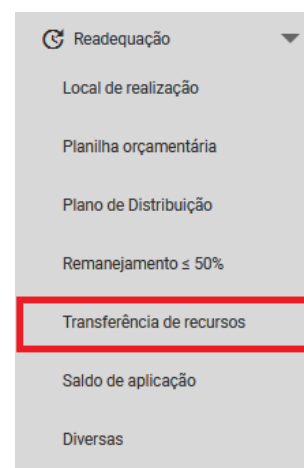 Readequação
Local de realização
Planilha orçamentária
Plano de Distribuição
Remanejamento ≤ 50%
Transferência de recursos
Saldo de aplicação
Diversas